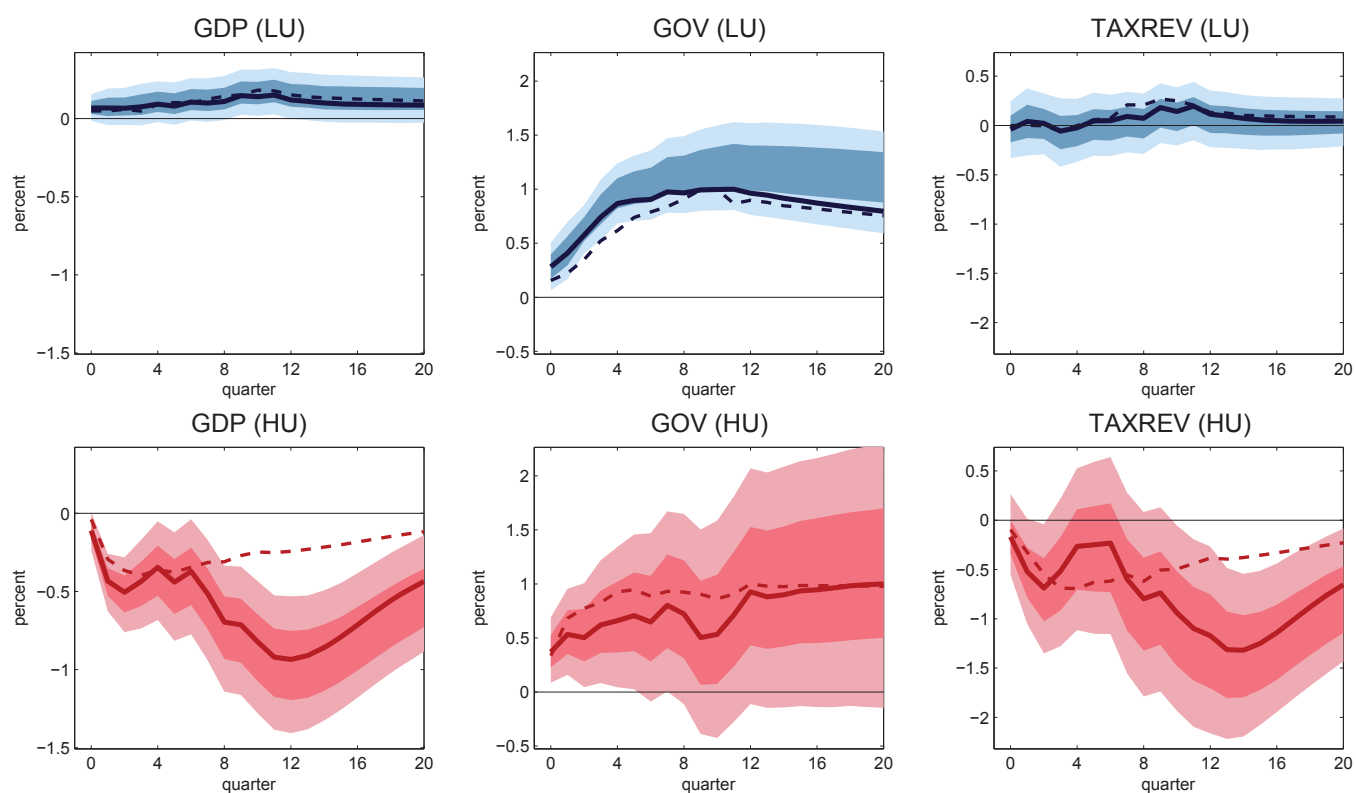 GDP (LU)
GOV (LU)
TAXREV (LU)
percent
0
−0.5
−1
−1.5
0 4 8 12 16 20
quarter
percent
2
1.5
1
0.5
0
−0.5
0 4 8 12 16 20
quarter
percent
0.5
0
−0.5
−1
−1.5
−2
0 4 8 12 16 20
quarter
GDP (HU)
GOV (HU)
TAXREV (HU)
percent
0
−0.5
−1
−1.5
0 4 8 12 16 20
quarter
percent
2
1.5
1
0.5
0
−0.5
0 4 8 12 16 20
quarter
percent
0.5
0
−0.5
−1
−1.5
−2
0 4 8 12 16 20
quarter